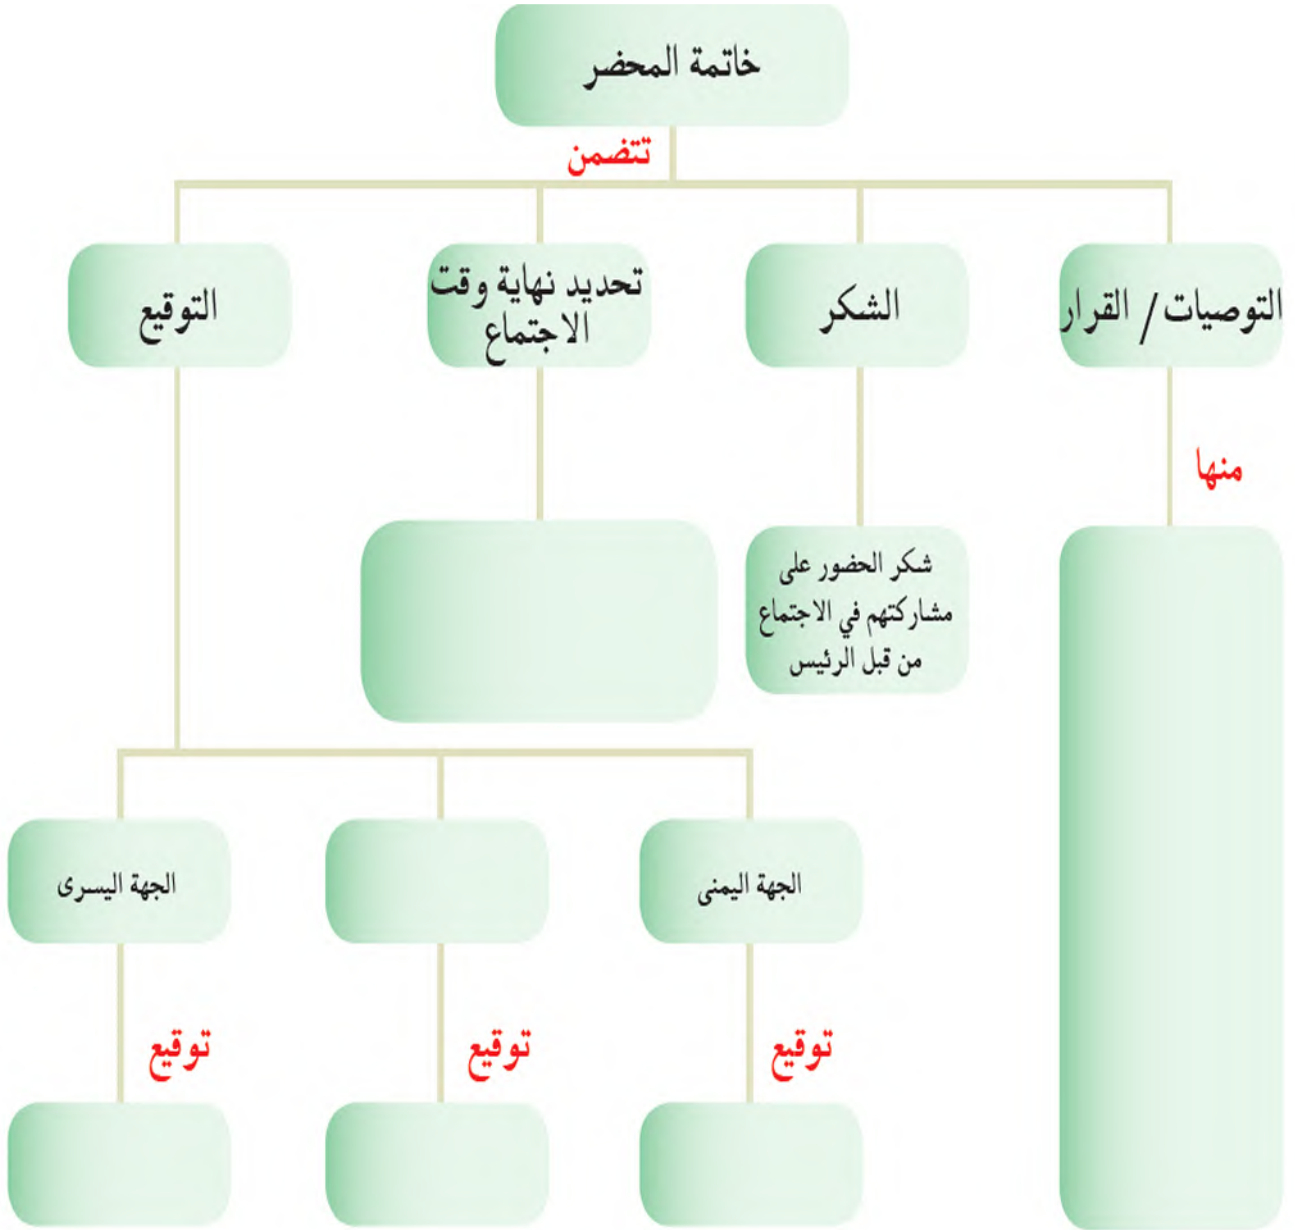 خاتمة المحضر
تتضمن
التوصيات / القرار
الشكر
تحديد نهاية وقت
الاجتماع
التوقيع
منها
شكر الحضور على
مشاركتهم في الاجتماع
من قبل الرئيس
الجهة اليمنى
الجهة اليسرى
توقيع
توقيع
توقيع